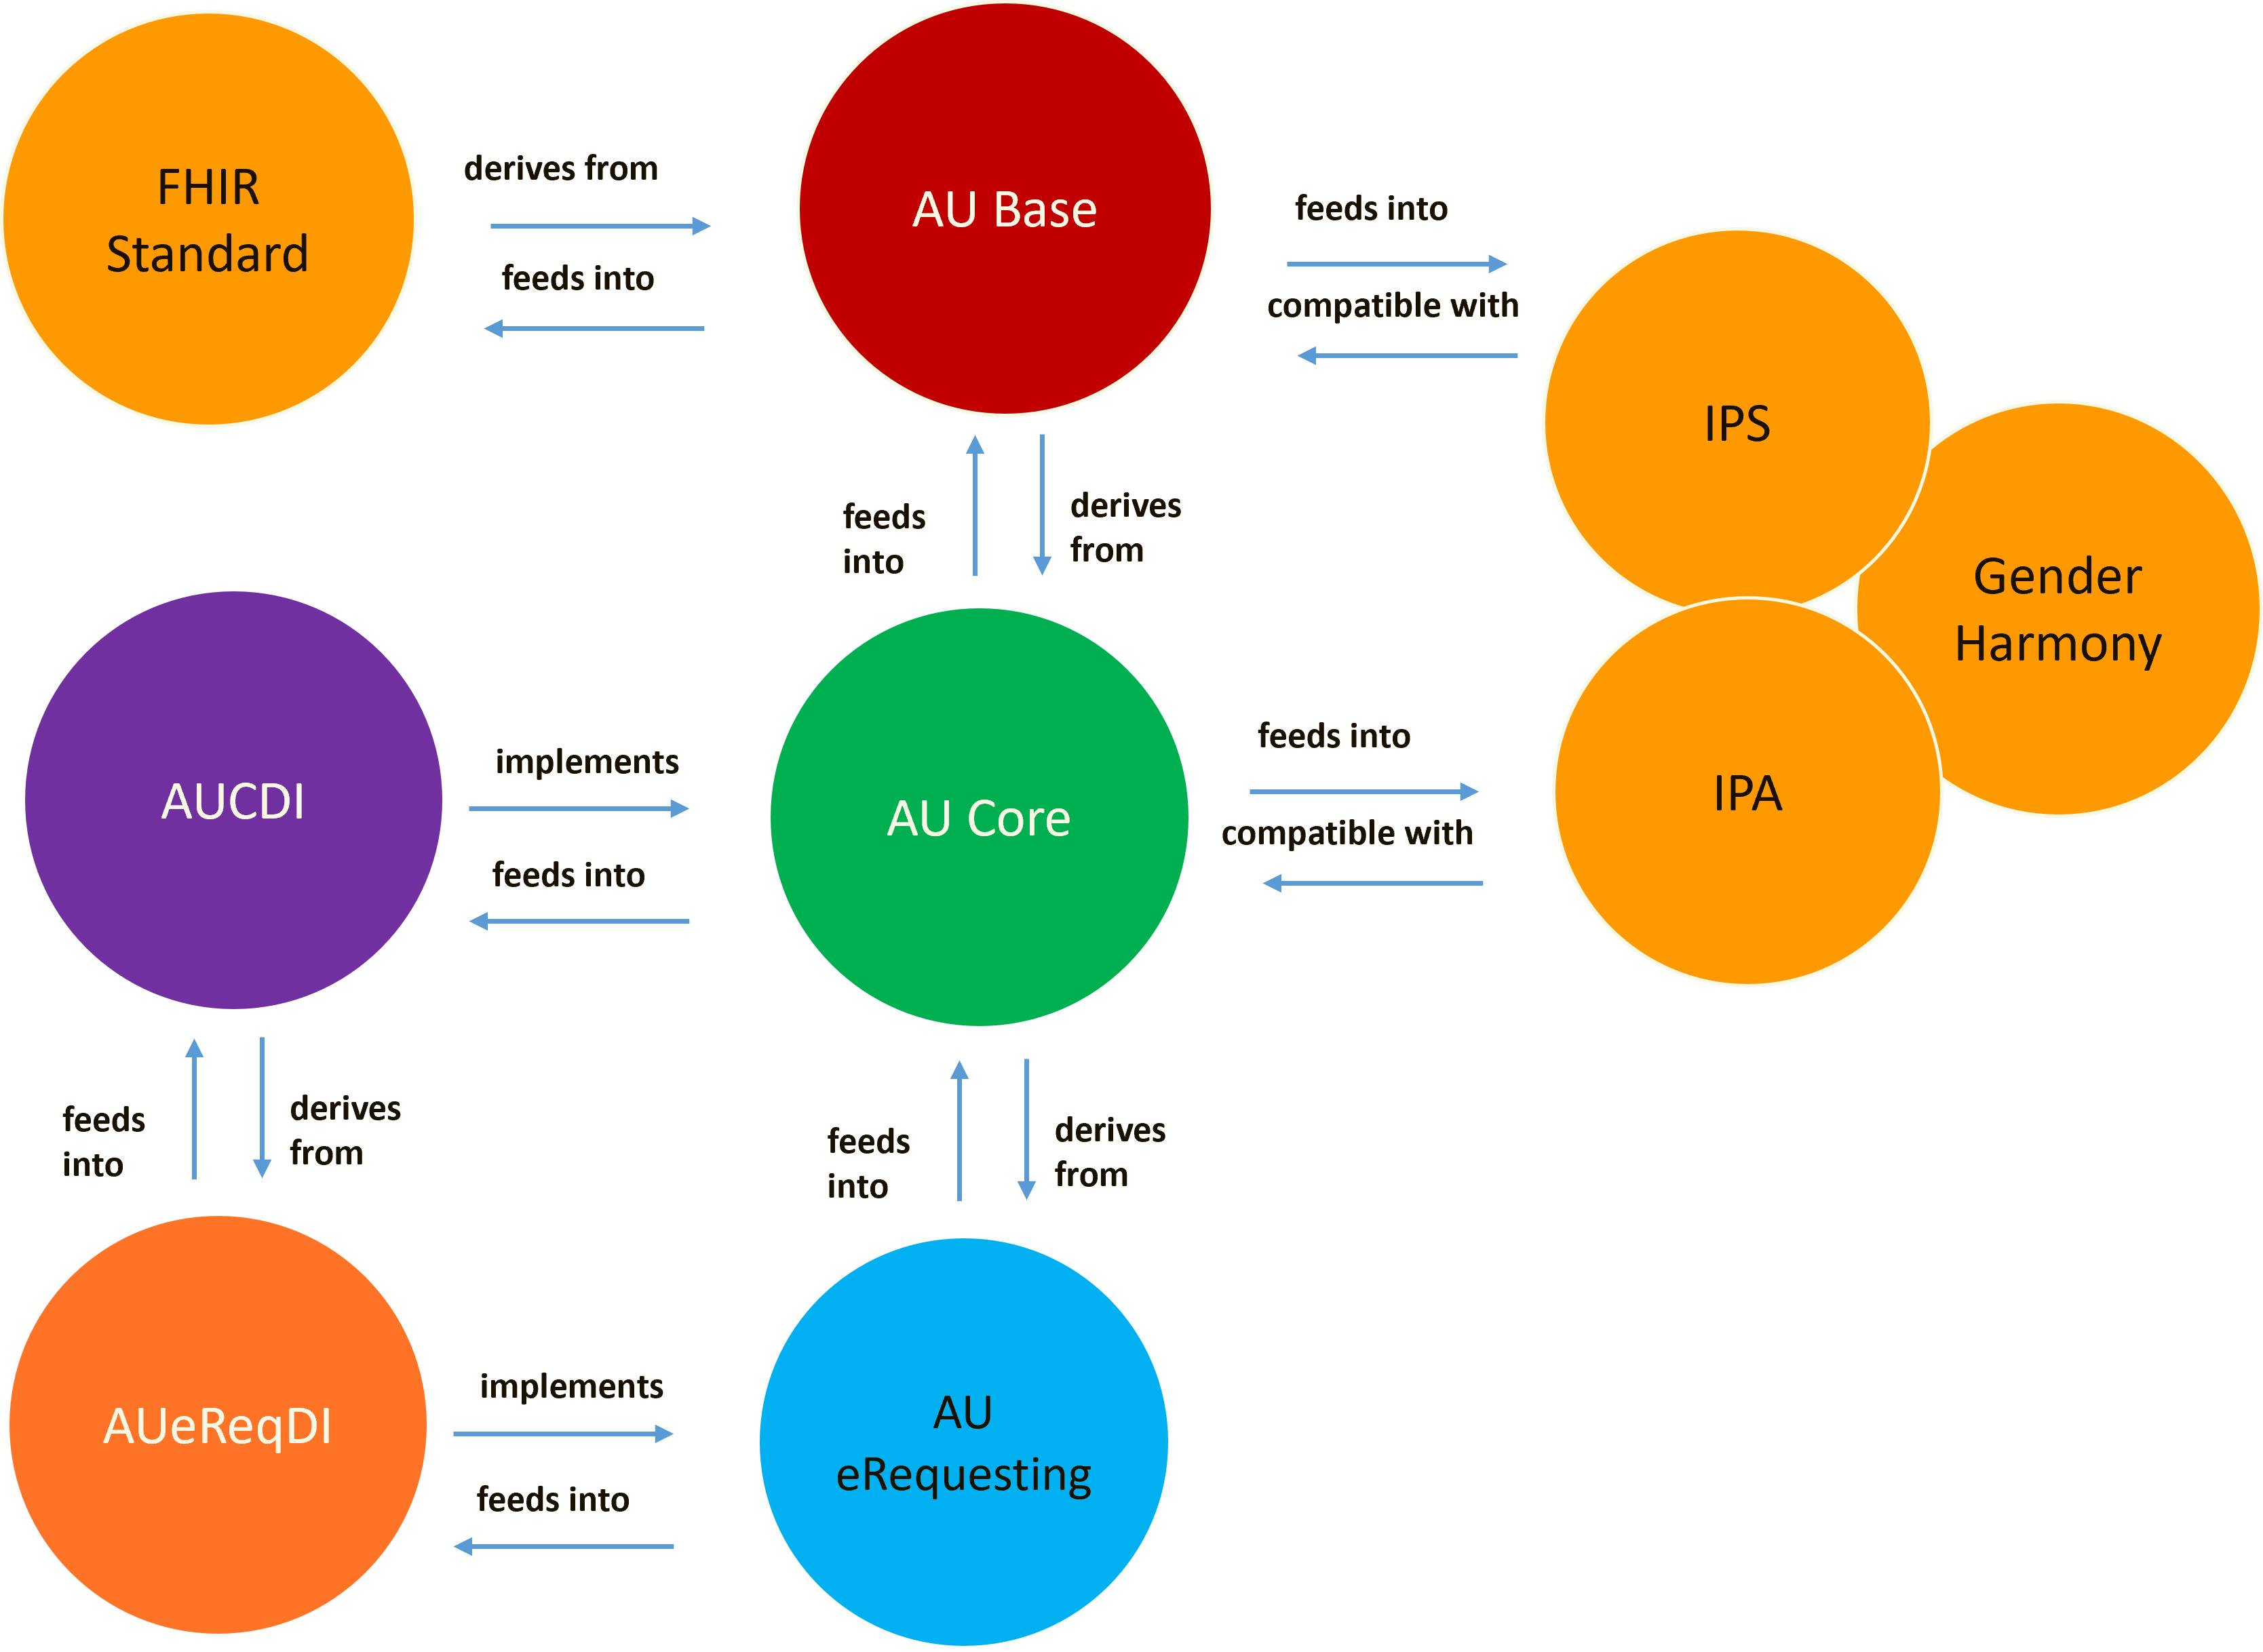 FHIR
Standard
derives from
feeds into
AU Base
feeds into
compatible with
IPS
Gender
Harmony
IPA
feeds
into
derives
from
AUCDI
implements
feeds into
AU Core
feeds into
compatible with
feeds
into
derives
from
feeds
into
derives
from
AUeReqDI
implements
feeds into
AU
eRequesting